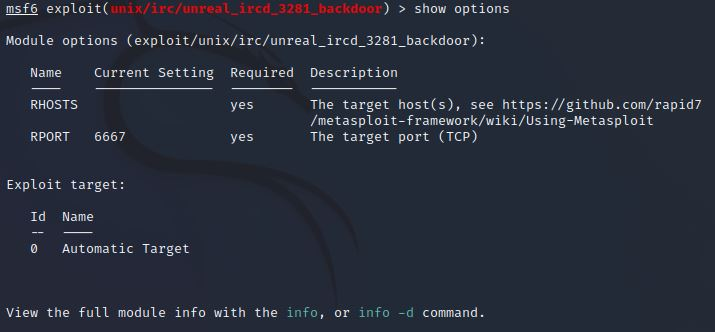 msf6 exploit(unix/irc/unreal_ircd_3281_backdoor) > show options
Module options (exploit/unix/irc/unreal_ircd_3281_backdoor):
Name Current Setting Required Description
RHOSTS yes The target host(s), see https://github.com/rapid7
/metasploit-framework/wiki/Using-Metasploit
RPORT 6667 yes The target port (TCP)
Exploit target:
Id Name
-- ----
0 Automatic Target
View the full module info with the info, or info -d command.